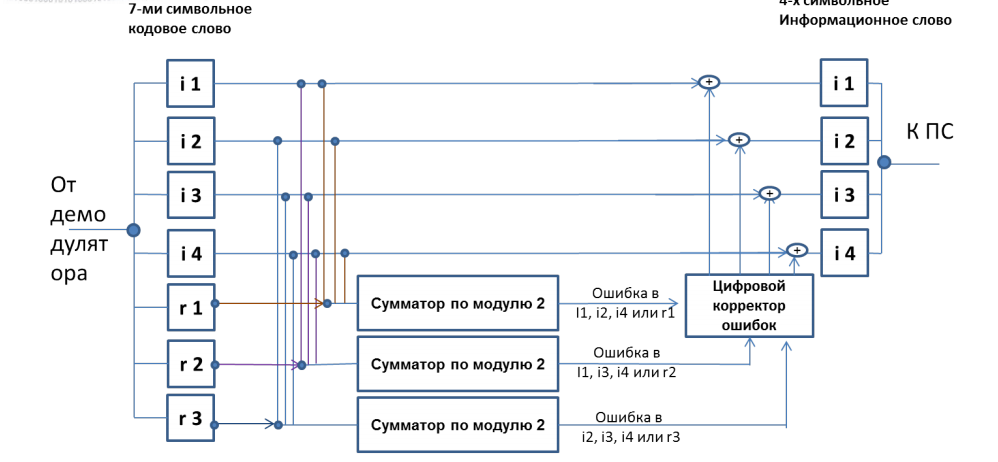 7-ми символьное
кодовое слово
4-х символьное
Информационное слово
i 1
i 1
+
i 2
i 2
+
К ПС
От
демо
дулят
ора
i 3
i 3
+
i 4
i 4
+
r 1
Сумматор по модулю 2
Ошибка в
I1, i2, i4 или r1
Цифровой
корректор
ошибок
r 2
Сумматор по модулю 2
Ошибка в
I1, i3, i4 или r2
r 3
Сумматор по модулю 2
Ошибка в
i2, i3, i4 или r3